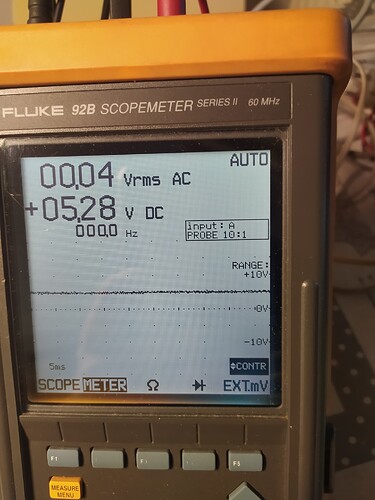 FLUKE 92B SCOPEMETER SERIES II 60 MHz
AUTO
00.04 Vrms AC
+05.28 V DC
000.0 Hz
input: A
PROBE 10:1
RANGE:
+10V
0V
-10V
5ms
CONTR
SCOPE METER Ω EXT.mV
F1
F2
F5
MEASURE
MENU